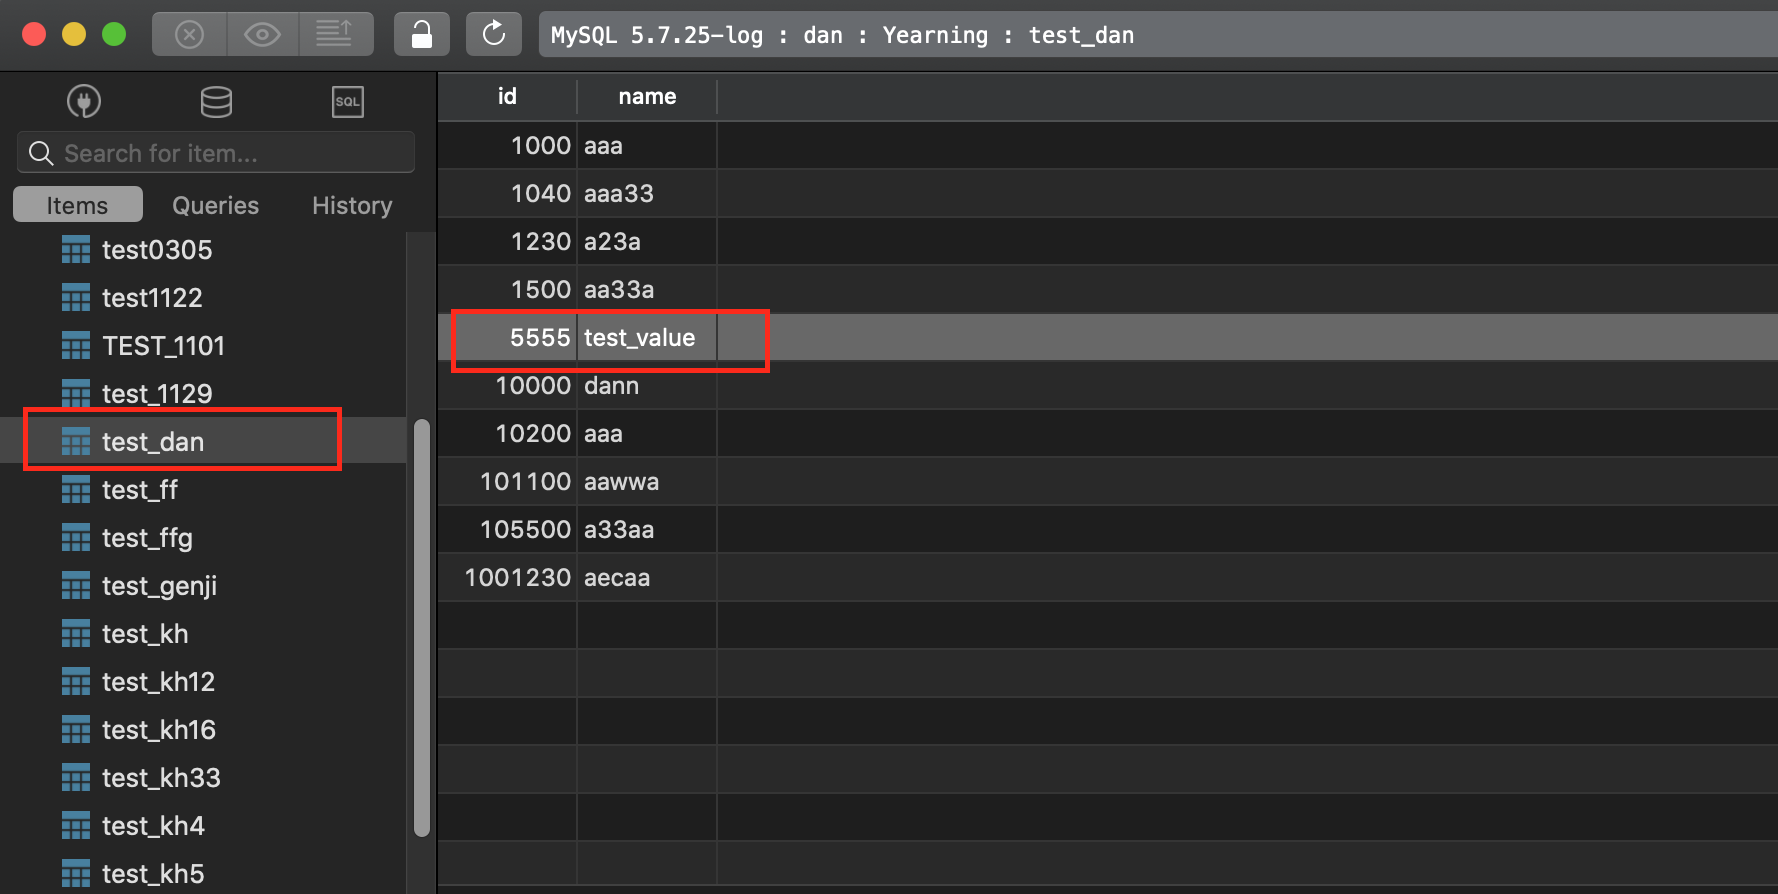 MySQL 5.7.25-log : dan : Yearning : test_dan
SQL
Search for item...
Items Queries History
test0305
test1122
TEST_1101
test_1129
test_dan
test_ff
test_ffg
test_genji
test_kh
test_kh12
test_kh16
test_kh33
test_kh4
test_kh5
id name
1000 aaa
1040 aaa33
1230 a23a
1500 aa33a
5555 test_value
10000 dann
10200 aaa
101100 aawwa
105500 a33aa
1001230 aecaa